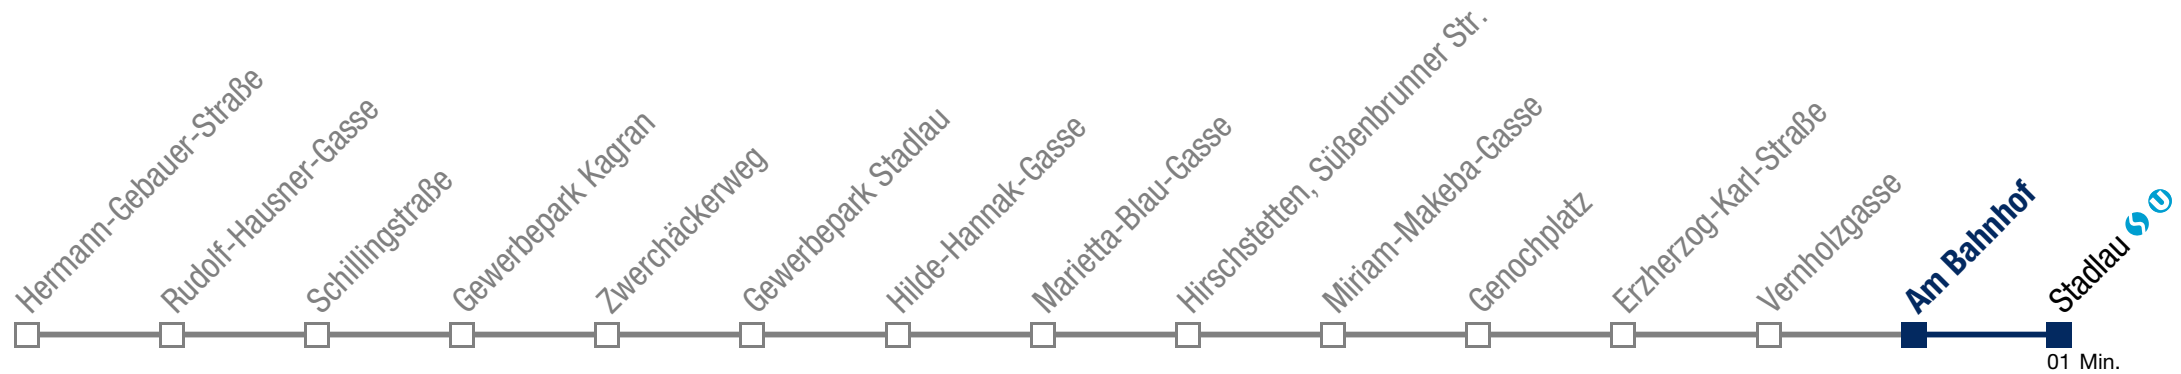 Hermann-Gebauer-Straße
Rudolf-Hausner-Gasse
Schillingstraße
Gewerbepark Kagran
Zwerchäckerweg
Gewerbepark Stadlau
Hilde-Hannak-Gasse
Marietta-Blau-Gasse
Hirschstetten, Süßenbrunner Str.
Miriam-Makeba-Gasse
Genochplatz
Erzherzog-Karl-Straße
Vernholzgasse
Am Bahnhof
Stadlau S U
01 Min.